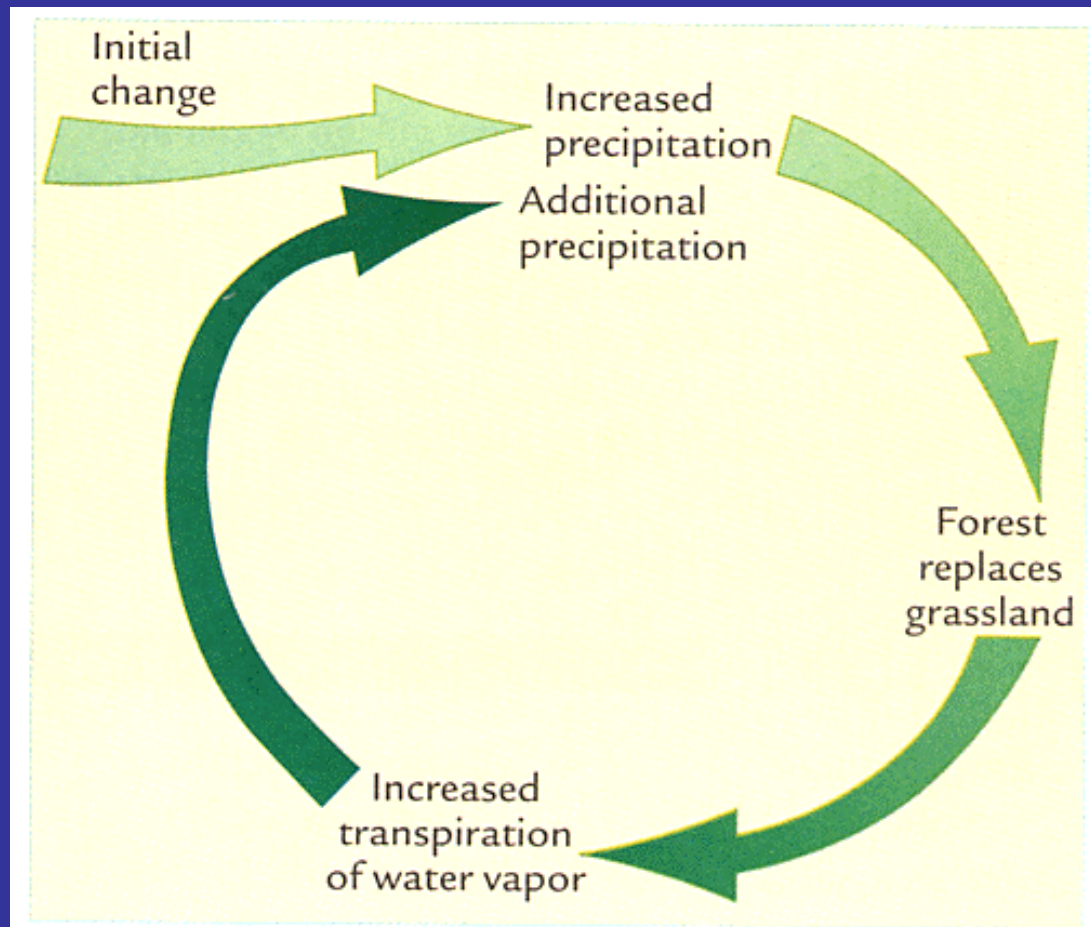 Initial
change
Increased
precipitation
Additional
precipitation
Forest
replaces
grassland
Increased
transpiration
of water vapor